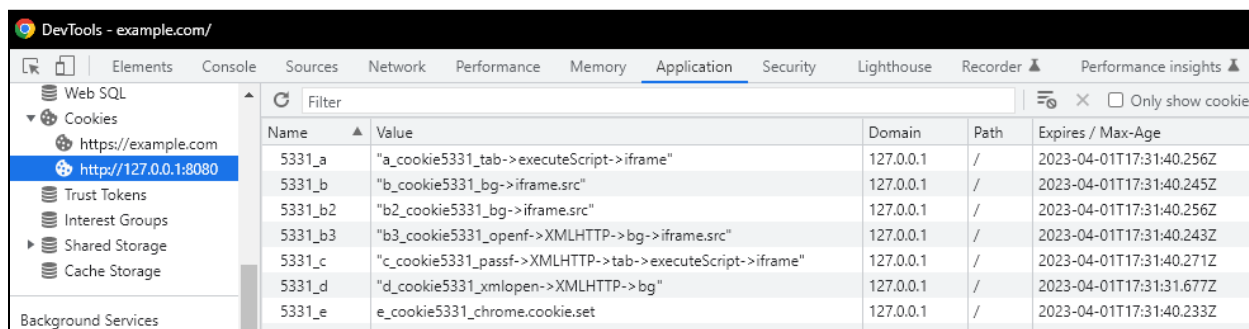 DevTools - example.com/
Elements Console Sources Network Performance Memory Application Security Lighthouse Recorder Performance insights
Web SQL
Cookies
https://example.com
http://127.0.0.1:8080
Trust Tokens
Interest Groups
Shared Storage
Cache Storage
Background Services
Filter Only show cookie
Name Value Domain Path Expires / Max-Age
5331_a "a_cookie5331_tab->executeScript->iframe" 127.0.0.1 / 2023-04-01T17:31:40.256Z
5331_b "b_cookie5331_bg->iframe.src" 127.0.0.1 / 2023-04-01T17:31:40.245Z
5331_b2 "b2_cookie5331_bg->iframe.src" 127.0.0.1 / 2023-04-01T17:31:40.256Z
5331_b3 "b3_cookie5331_openf->XMLHTTP->bg->iframe.src" 127.0.0.1 / 2023-04-01T17:31:40.243Z
5331_c "c_cookie5331_passf->XMLHTTP->tab->executeScript->iframe" 127.0.0.1 / 2023-04-01T17:31:40.271Z
5331_d "d_cookie5331_xmlopen->XMLHTTP->bg" 127.0.0.1 / 2023-04-01T17:31:31.677Z
5331_e e_cookie5331_chrome.cookie.set 127.0.0.1 / 2023-04-01T17:31:40.233Z